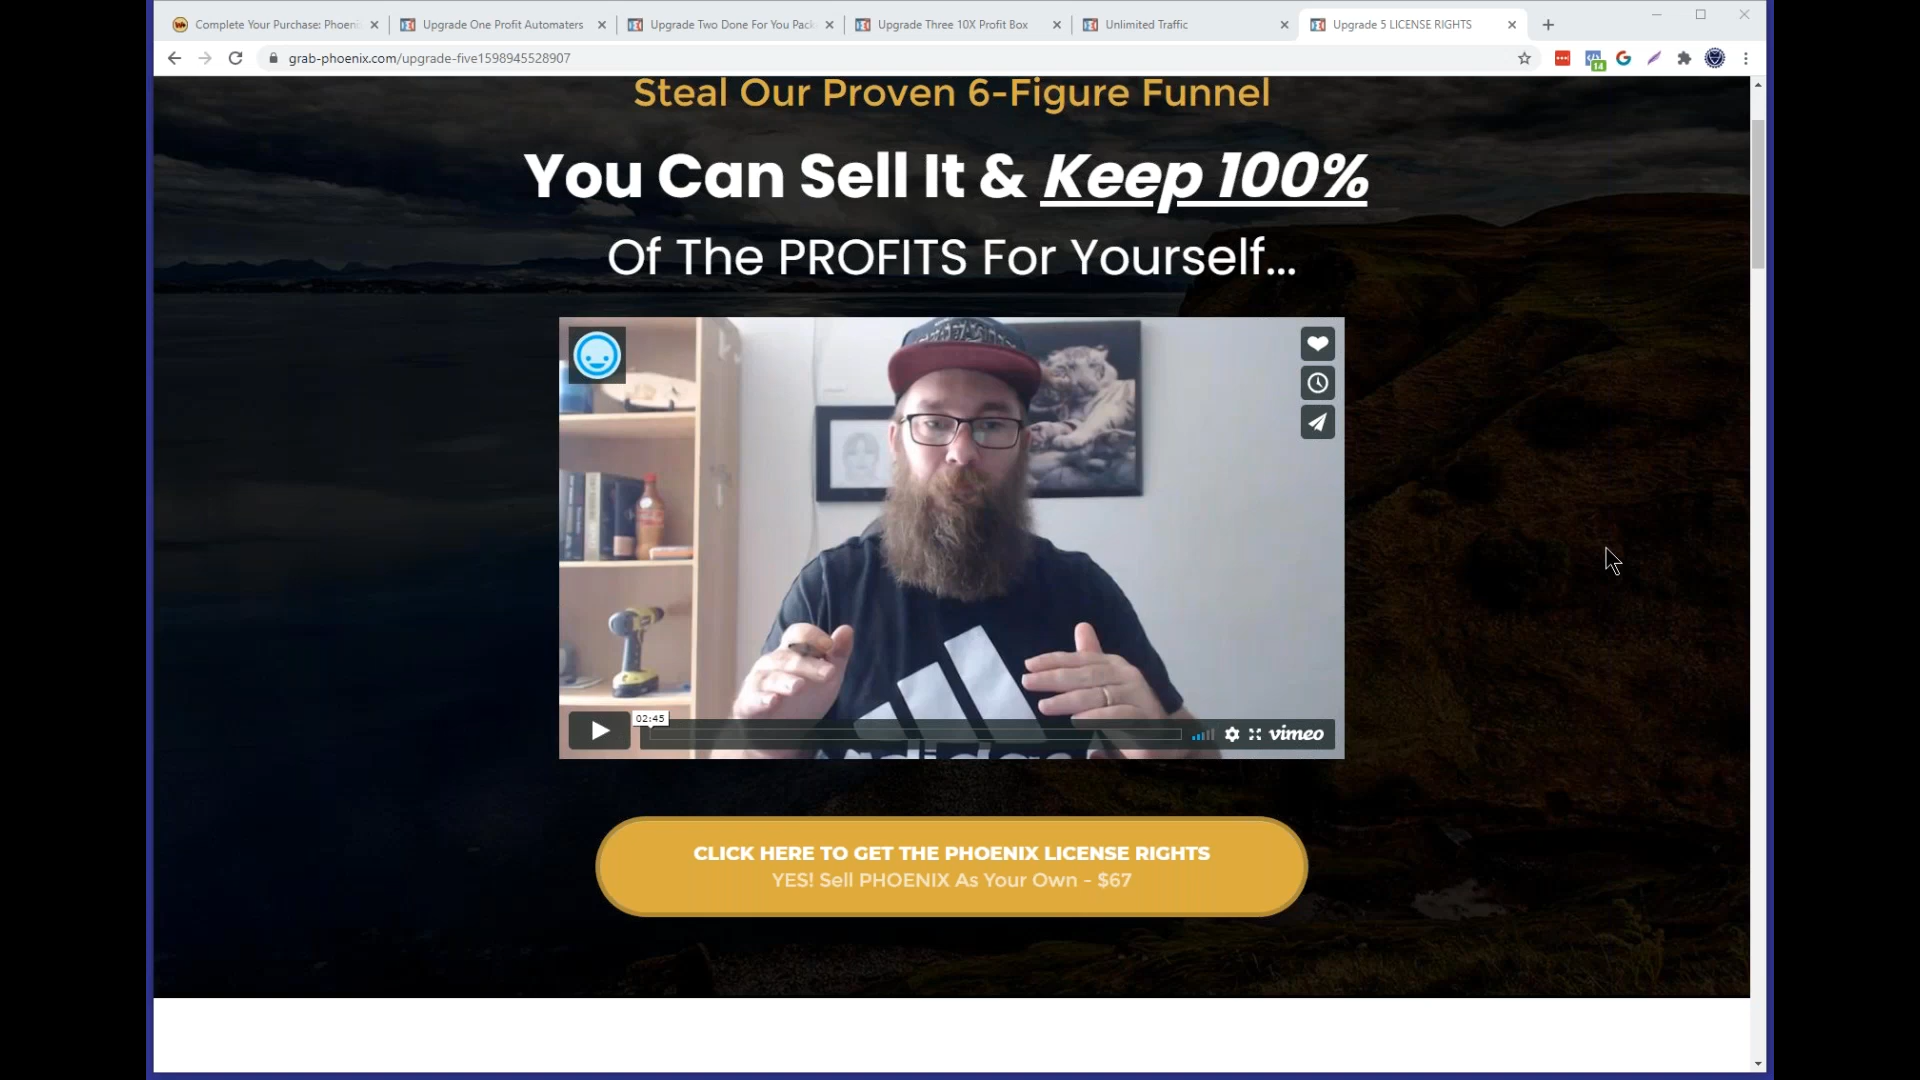 Complete Your Purchase: Phoeni
Upgrade One Profit Automaters
Upgrade Two Done For You Pack
Upgrade Three 10X Profit Box
Unlimited Traffic
Upgrade 5 LICENSE RIGHTS
grab-phoenix.com/upgrade-five1598945528907
14
Steal Our Proven 6-Figure Funnel
You Can Sell It & Keep 100%
Of The PROFITS For Yourself...
02:45
vimeo
CLICK HERE TO GET THE PHOENIX LICENSE RIGHTS
YES! Sell PHOENIX As Your Own - $67